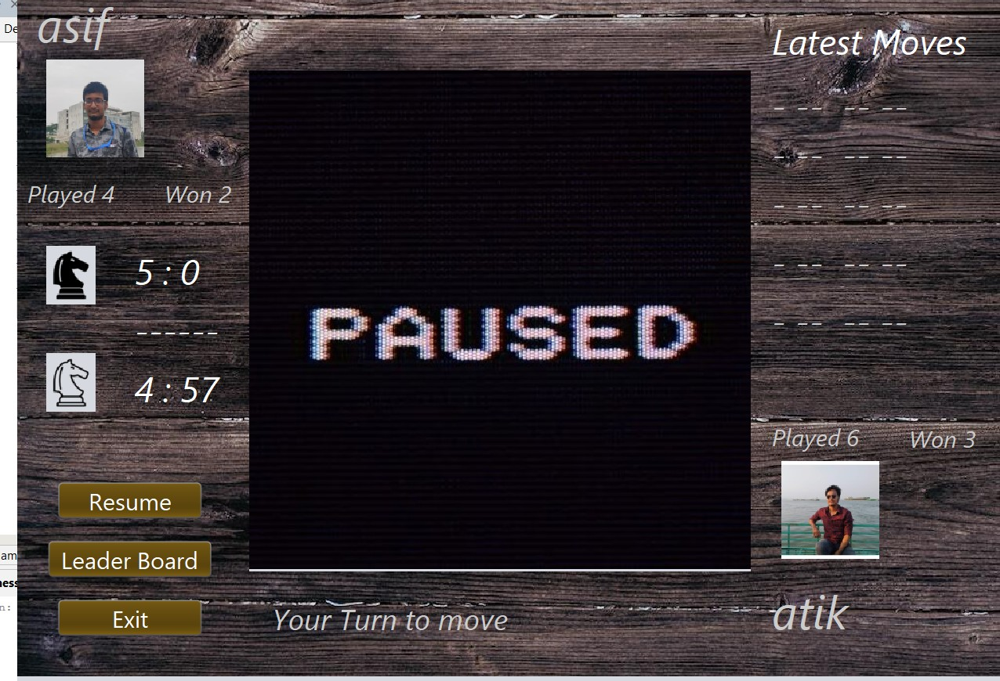 De
asif
Latest Moves
_ __ __ __
_ __ __ __
Played 4 Won 2
_ __ __ __
5 : 0
_ __ __ __
PAUSED
------
_ __ __ __
4 : 57
Played 6 Won 3
Resume
am
Leader Board
ness
n:
Exit
Your Turn to move
atik